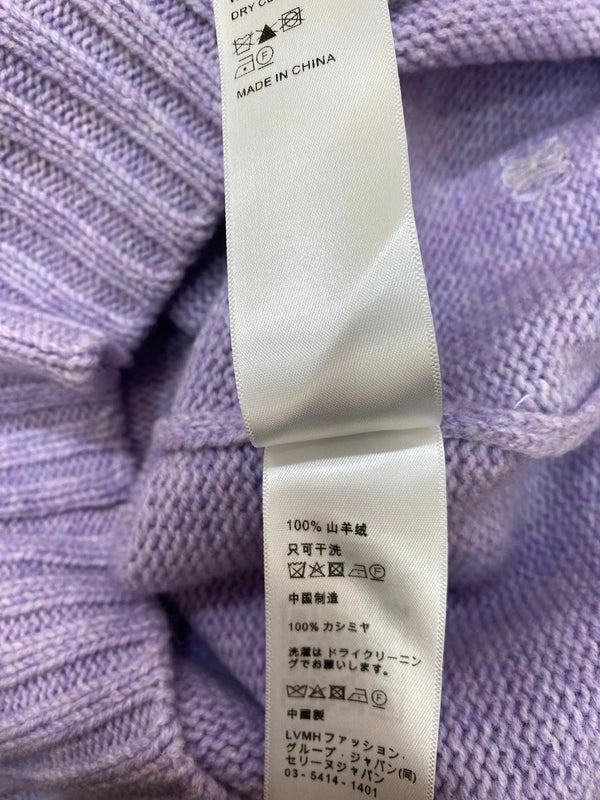 DRY CL
F
MADE IN CHINA
100% 山羊绒
只可干洗
F
中国制造
100% カシミヤ
洗濯は ドライクリーニン
グでお願いします。
F
中國製
LVMHファッション・
グループ・ジャパン(同)
セリーヌジャパン
03-5414-1401